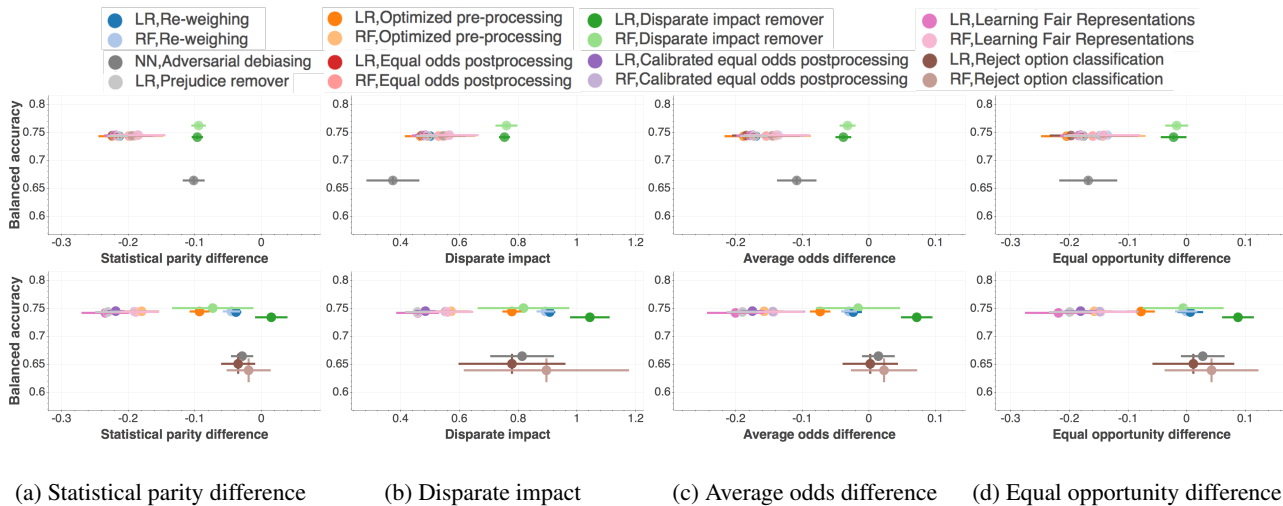 LR,Re-weighing
RF,Re-weighing
LR,Optimized pre-processing
RF,Optimized pre-processing
LR,Disparate impact remover
RF,Disparate impact remover
LR,Learning Fair Representations
RF,Learning Fair Representations
NN,Adversarial debiasing
LR,Prejudice remover
LR,Equal odds postprocessing
RF,Equal odds postprocessing
LR,Calibrated equal odds postprocessing
RF,Calibrated equal odds postprocessing
LR,Reject option classification
RF,Reject option classification
Balanced accuracy
0.8
0.75
0.7
0.65
0.6
-0.3 -0.2 -0.1 0
Statistical parity difference
0.4 0.6 0.8 1 1.2
Disparate impact
-0.2 -0.1 0 0.1
Average odds difference
-0.2 -0.1 0 0.1
Equal opportunity difference
Balanced accuracy
0.8
0.75
0.7
0.65
0.6
-0.3 -0.2 -0.1 0
Statistical parity difference
0.4 0.6 0.8 1 1.2
Disparate impact
-0.2 -0.1 0 0.1
Average odds difference
-0.2 -0.1 0 0.1
Equal opportunity difference
(a) Statistical parity difference
(b) Disparate impact
(c) Average odds difference
(d) Equal opportunity difference